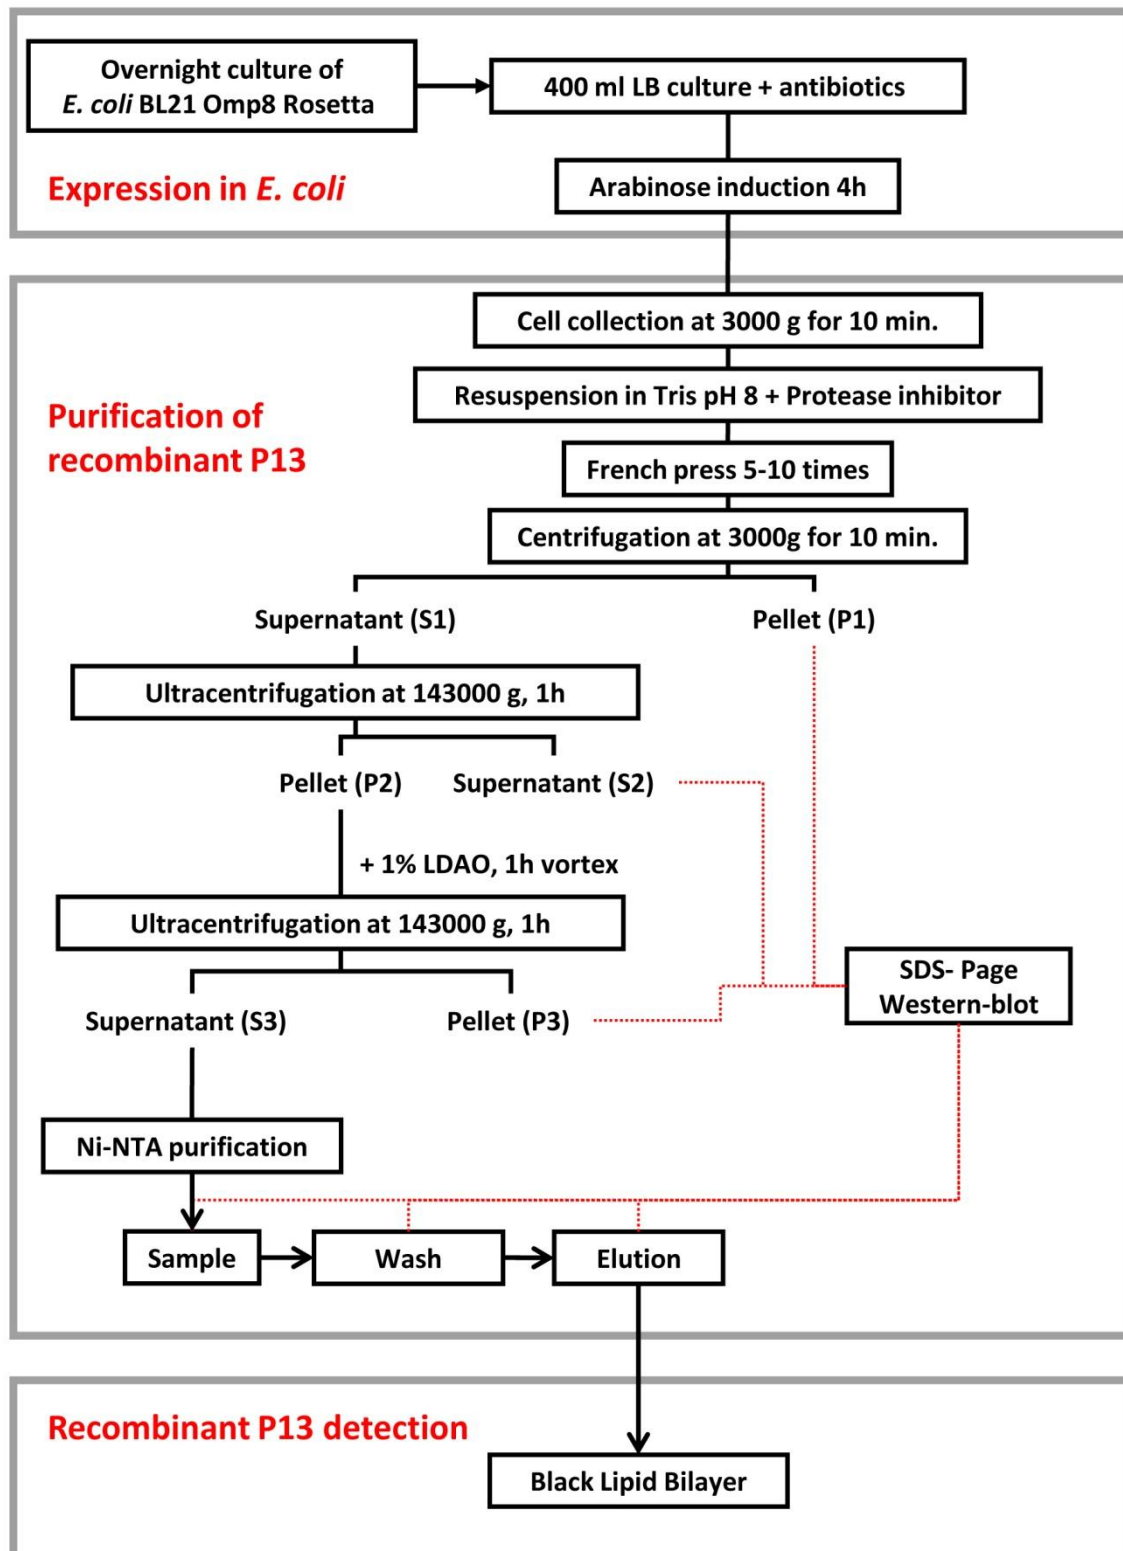 Overnight culture of
E. coli BL21 Omp8 Rosetta
400 ml LB culture + antibiotics
Expression in E. coli
Arabinose induction 4h
Cell collection at 3000 g for 10 min.
Resuspension in Tris pH 8 + Protease inhibitor
Purification of
recombinant P13
French press 5-10 times
Centrifugation at 3000g for 10 min.
Supernatant (S1)
Pellet (P1)
Ultracentrifugation at 143000 g, 1h
Pellet (P2)
Supernatant (S2)
+ 1% LDAO, 1h vortex
Ultracentrifugation at 143000 g, 1h
SDS- Page
Western-blot
Supernatant (S3)
Pellet (P3)
Ni-NTA purification
Sample
Wash
Elution
Recombinant P13 detection
Black Lipid Bilayer